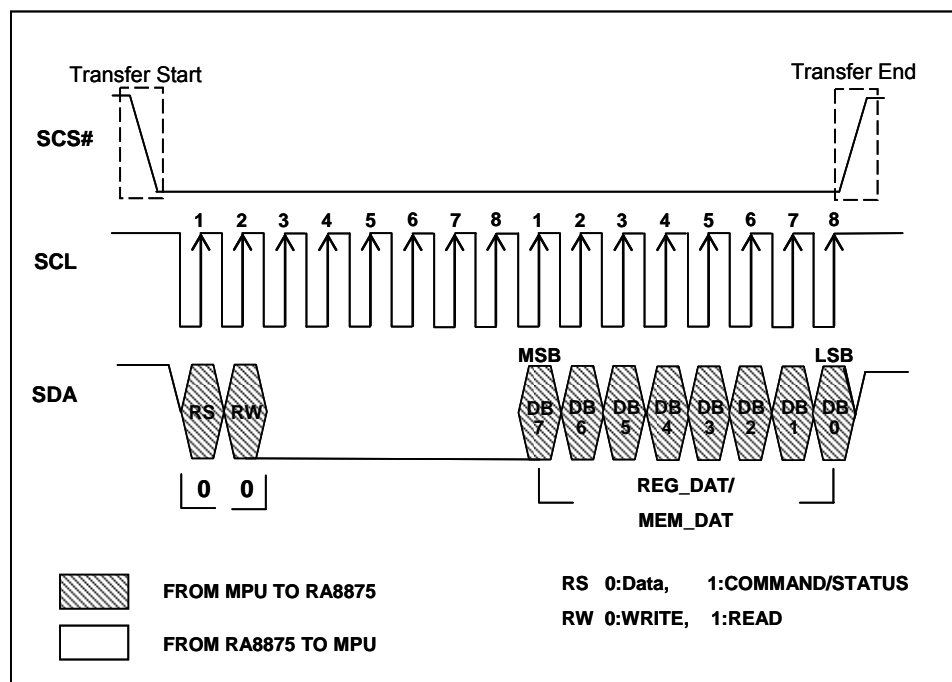 Transfer Start
Transfer End
SCS#
1 2 3 4 5 6 7 8 1 2 3 4 5 6 7 8
SCL
MSB
LSB
SDA
RS RW DB 7 DB 6 DB 5 DB 4 DB 3 DB 2 DB 1 DB 0
0 0
REG_DAT/
MEM_DAT
FROM MPU TO RA8875
RS 0:Data, 1:COMMAND/STATUS
RW 0:WRITE, 1:READ
FROM RA8875 TO MPU